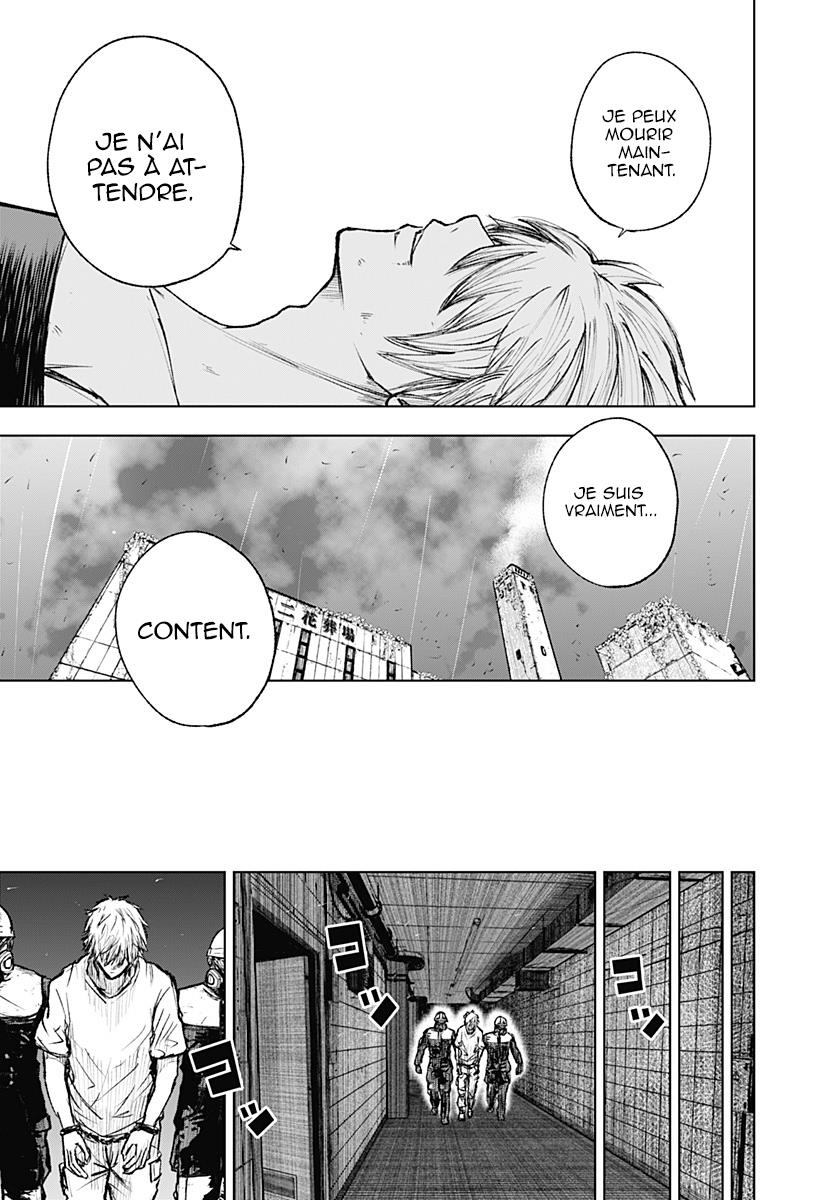 JE PEUX
MOURIR
MAIN-
TENANT.
JE N'AI
PAS À AT-
TENDRE.
JE SUIS
VRAIMENT...
CONTENT.
二花葬場
コッ
コッ
コッ